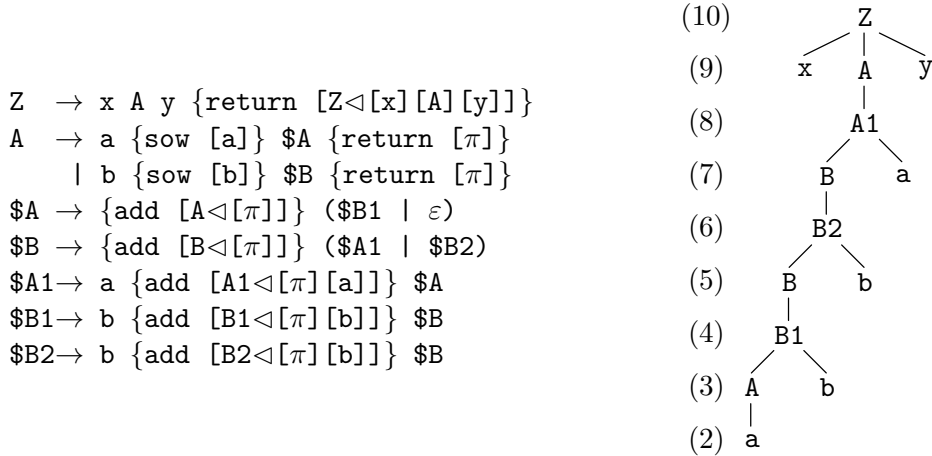 Z → x A y {return [Z◁[x][A][y]]}
A → a {sow [a]} $A {return [π]}
| b {sow [b]} $B {return [π]}
$A → {add [A◁[π]]} ($B1 | ε)
$B → {add [B◁[π]]} ($A1 | $B2)
$A1→ a {add [A1◁[π][a]} $A
$B1→ b {add [B1◁[π][b]]} $B
$B2→ b {add [B2◁[π][b]]} $B
(10) Z
(9) x A y
(8) A1
(7) B a
(6) B2
(5) B b
(4) B1
(3) A b
(2) a